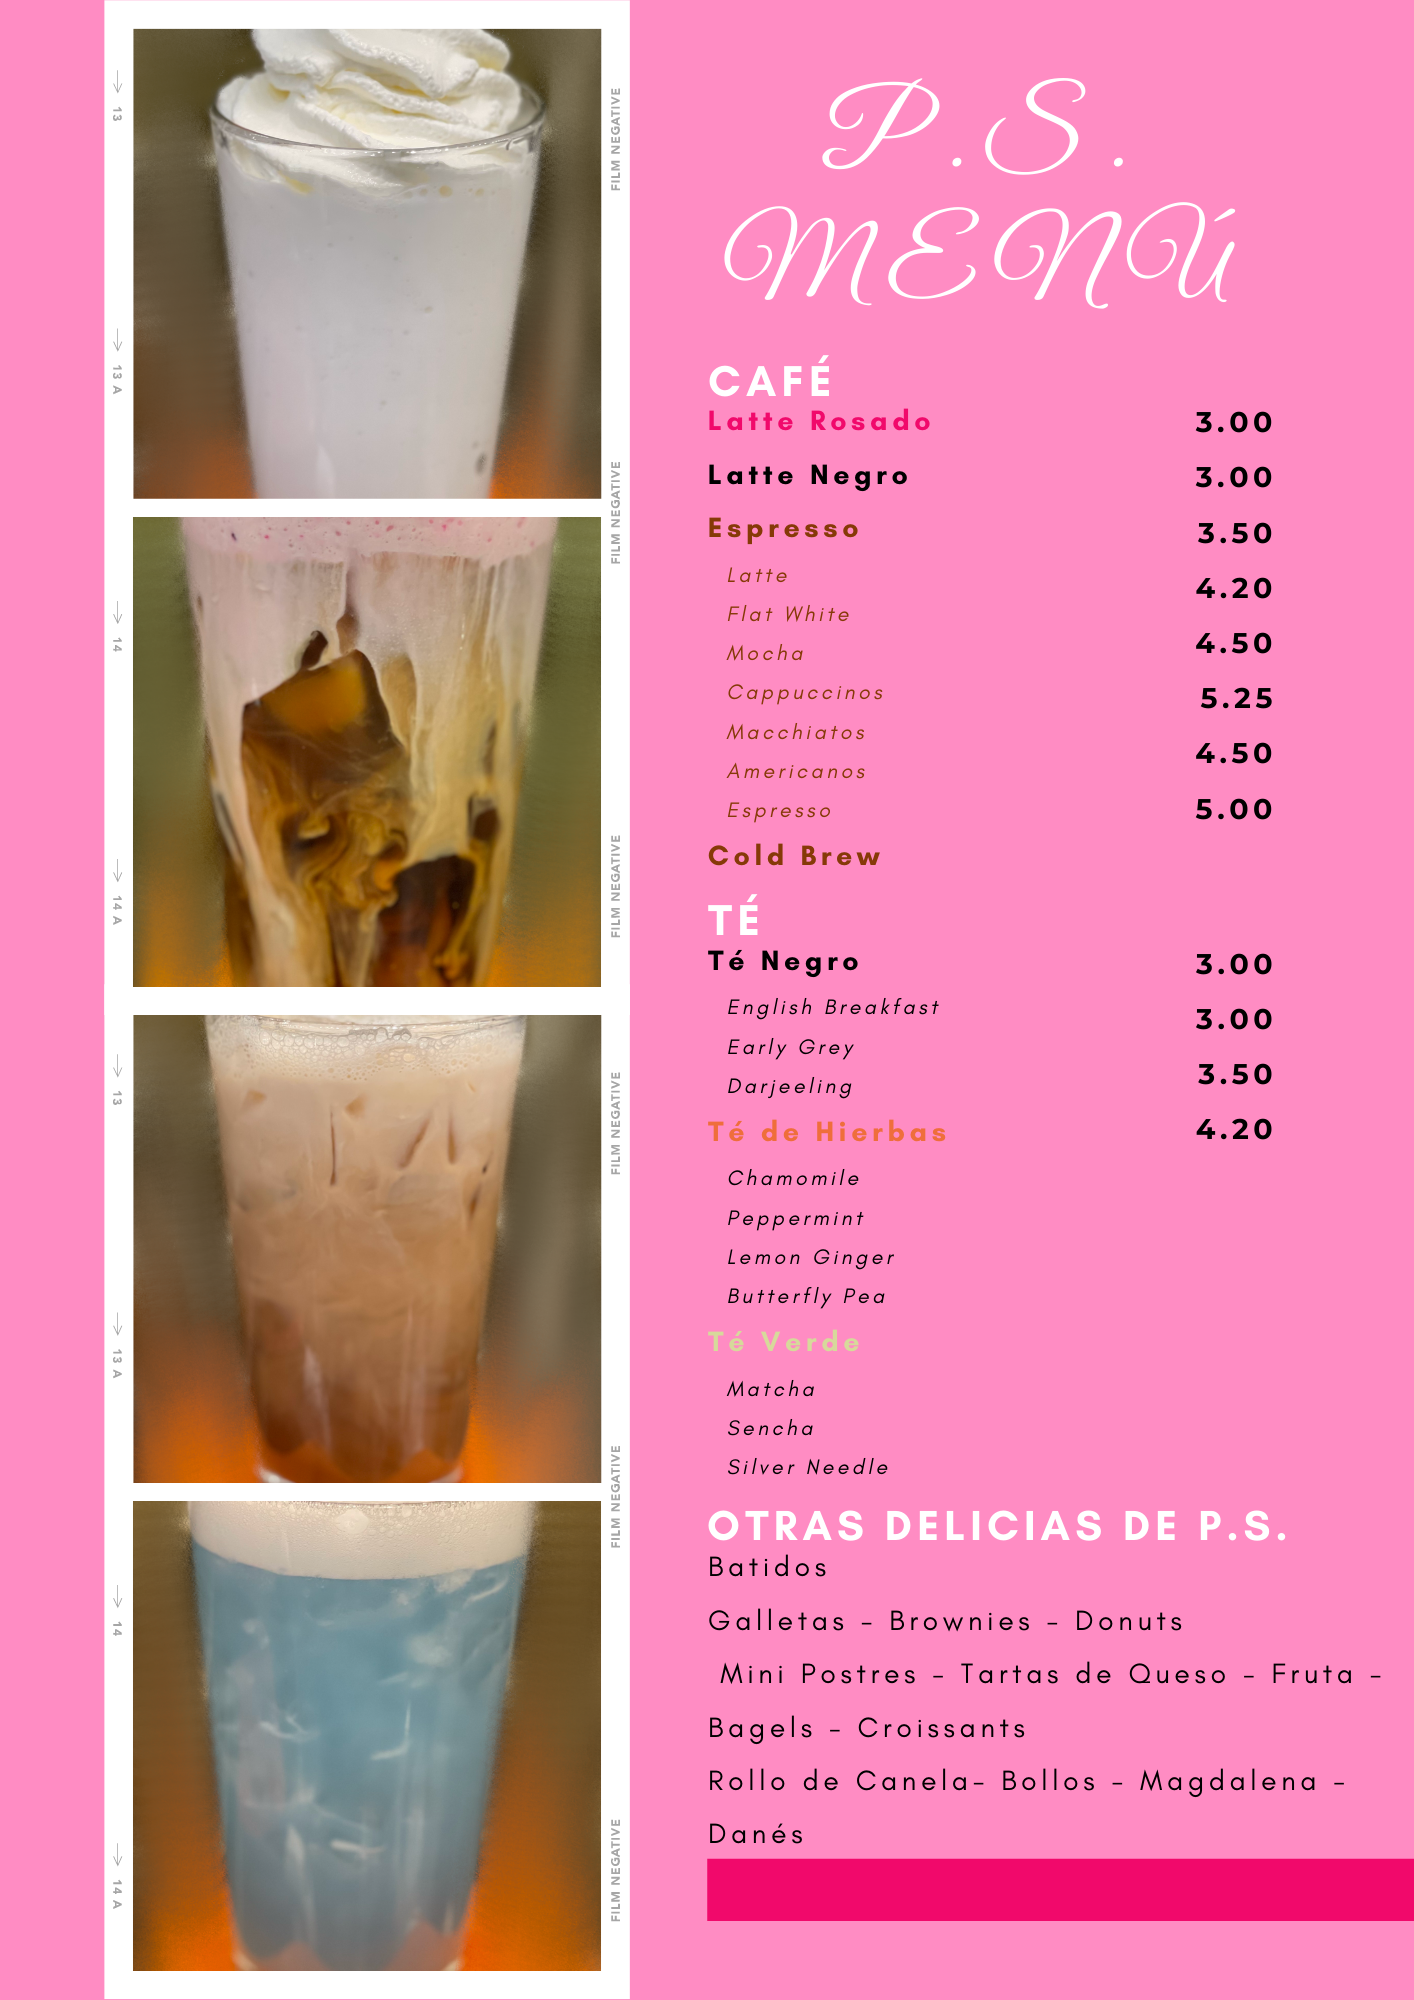 P.S.
MENÚ
CAFÉ
Latte Rosado 3.00
Latte Negro 3.00
Espresso 3.50
Latte 4.20
Flat White
Mocha 4.50
Cappuccinos 5.25
Macchiatos 4.50
Americanos
Espresso 5.00
Cold Brew
TÉ
Té Negro 3.00
English Breakfast 3.00
Early Grey
Darjeeling 3.50
Té de Hierbas 4.20
Chamomile
Peppermint
Lemon Ginger
Butterfly Pea
Té Verde
Matcha
Sencha
Silver Needle
OTRAS DELICIAS DE P.S.
Batidos
Galletas - Brownies - Donuts
Mini Postres - Tartas de Queso - Fruta -
Bagels - Croissants
Rollo de Canela- Bollos - Magdalena -
Danés
13
13 A
14
14 A
13
13 A
14
14 A
FILM NEGATIVE
FILM NEGATIVE
FILM NEGATIVE
FILM NEGATIVE
FILM NEGATIVE
FILM NEGATIVE